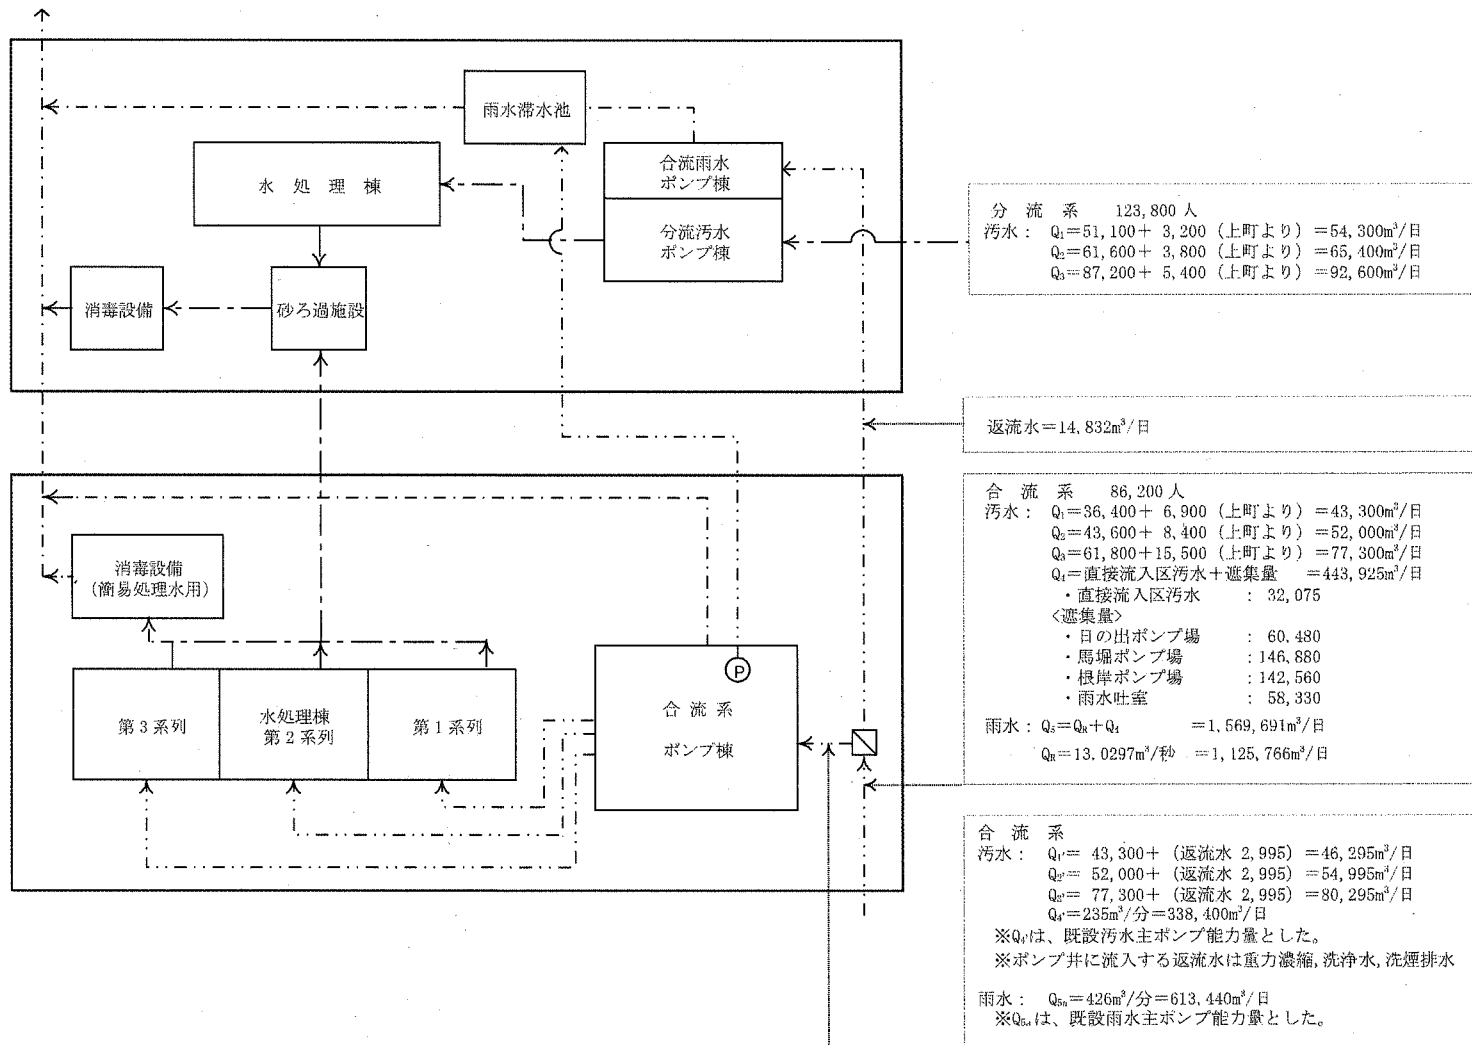 雨水滞水池
水処理棟
合流雨水
ポンプ棟
分流汚水
ポンプ棟
消毒設備
砂ろ過施設
分流系 123,800人
汚水： Q₁＝51,100＋ 3,200（上町より）＝54,300m³/日
Q₂＝61,600＋ 3,800（上町より）＝65,400m³/日
Q₃＝87,200＋ 5,400（上町より）＝92,600m³/日
返流水＝14,832m³/日
消毒設備
(簡易処理水用)
第3系列
水処理棟
第2系列
第1系列
P
合流系
ポンプ棟
合流系 86,200人
汚水： Q₁＝36,400＋ 6,900（上町より）＝43,300m³/日
Q₂＝43,600＋ 8,400（上町より）＝52,000m³/日
Q₃＝61,800＋15,500（上町より）＝77,300m³/日
Q₄＝直接流入区汚水＋遮集量 ＝443,925m³/日
・直接流入区汚水 : 32,075
<遮集量>
・日の出ポンプ場 : 60,480
・馬堀ポンプ場 : 146,880
・根岸ポンプ場 : 142,560
・雨水吐室 : 58,330
雨水： Q₅＝Qʀ＋Q₄ ＝1,569,691m³/日
Qʀ＝13.0297m³/秒 ＝1,125,766m³/日
合流系
汚水： Q₁'＝ 43,300＋（返流水 2,995）＝46,295m³/日
Q₂'＝ 52,000＋（返流水 2,995）＝54,995m³/日
Q₃'＝ 77,300＋（返流水 2,995）＝80,295m³/日
Q₄'＝235m³/分＝338,400m³/日
※Q₄'は、既設汚水主ポンプ能力量とした。
※ポンプ井に流入する返流水は重力濃縮,洗浄水,洗煙排水
雨水： ＝426m³/分＝613,440m³/日
は、既設雨水主ポンプ能力量とした。